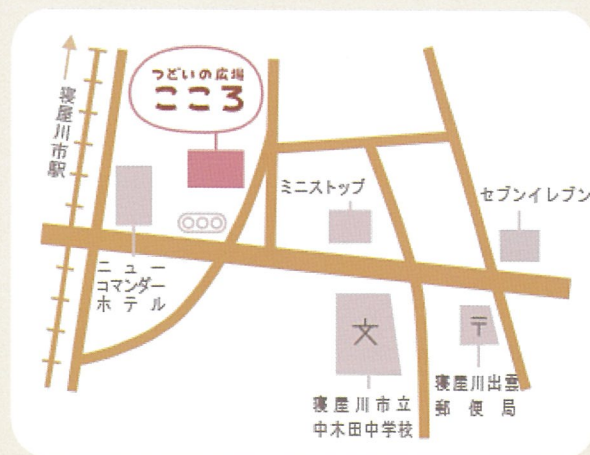 つどいの広場
こころ
寝屋川市駅
ミニストップ
セブンイレブン
ニュー
コマンダー
ホテル
文
〒
寝屋川市立
中木田中学校
寝屋川出雲
郵便局